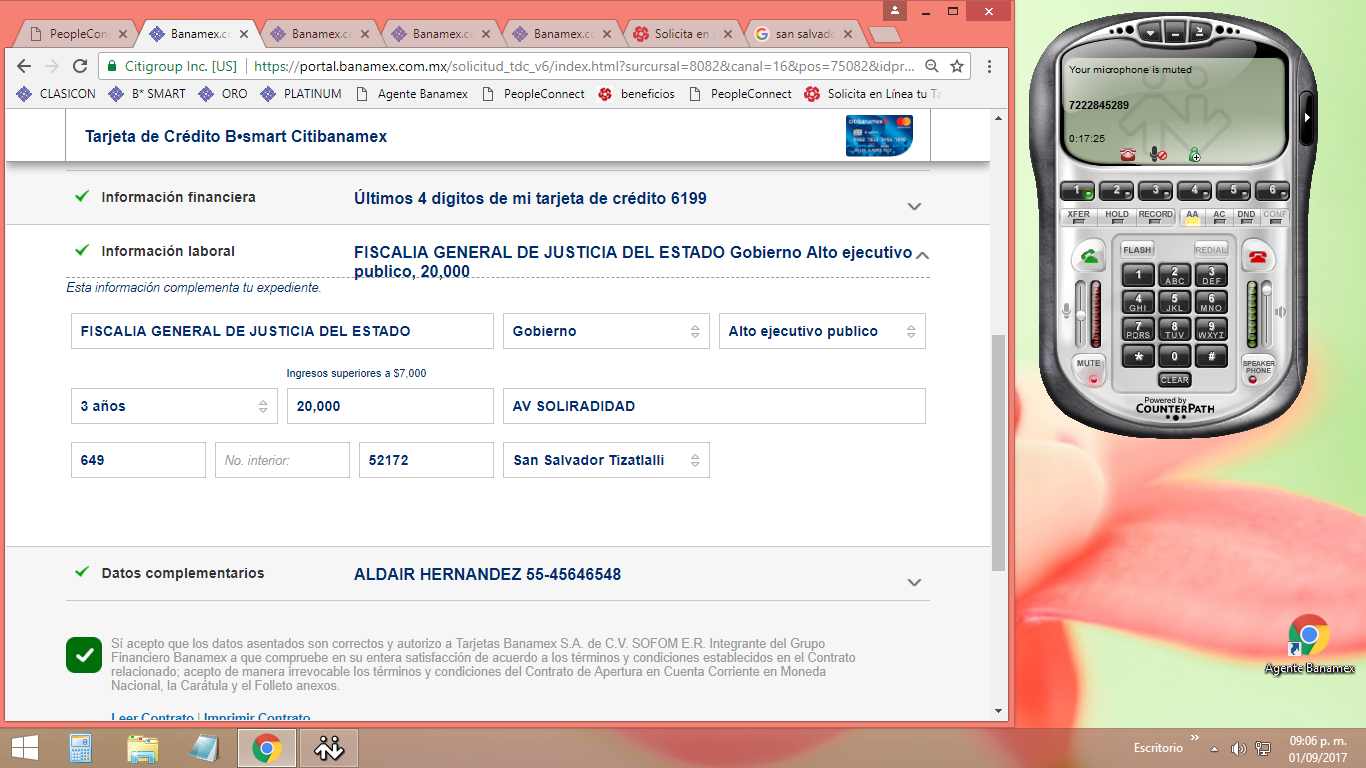 PeopleCon
Banamex.co
Banamex.co
Banamex.c
Banamex.co
Solicita en
san salvado
Citigroup Inc. [US] | https://portal.banamex.com.mx/solicitud_tdc_v6/index.html?surcursal=8082&canal=16&pos=75082&idpr...
CLASICON
B* SMART
ORO
PLATINUM
Agente Banamex
PeopleConnect
beneficios
PeopleConnect
Solicita en Línea tu Ta
Tarjeta de Crédito B•smart Citibanamex
citibanamex
Información financiera
Últimos 4 dígitos de mi tarjeta de crédito 6199
Información laboral
FISCALIA GENERAL DE JUSTICIA DEL ESTADO Gobierno Alto ejecutivo
publico, 20,000
Esta información complementa tu expediente.
FISCALIA GENERAL DE JUSTICIA DEL ESTADO
Gobierno
Alto ejecutivo publico
Ingresos superiores a $7,000
3 años
20,000
AV SOLIRADIDAD
649
No. interior:
52172
San Salvador Tizatlalli
Datos complementarios
ALDAIR HERNANDEZ 55-45646548
Sí acepto que los datos asentados son correctos y autorizo a Tarjetas Banamex S.A. de C.V. SOFOM E.R. Integrante del Grupo
Financiero Banamex a que compruebe en su entera satisfacción de acuerdo a los términos y condiciones establecidos en el Contrato
relacionado; acepto de manera irrevocable los términos y condiciones del Contrato de Apertura en Cuenta Corriente en Moneda
Nacional, la Carátula y el Folleto anexos.
Leer Contrato | Imprimir Contrato
Your microphone is muted
7222845289
0:17:25
1
2
3
4
5
6
XFER
HOLD
RECORD
AA
AC
DND
CONF
FLASH
REDIAL
1
2 ABC
3 DEF
4 GHI
5 JKL
6 MNO
7 PQRS
8 TUV
9 WXYZ
*
0
#
MUTE
SPEAKER
PHONE
CLEAR
Powered by
COUNTERPATH
Agente Banamex
Escritorio
»
09:06 p. m.
01/09/2017